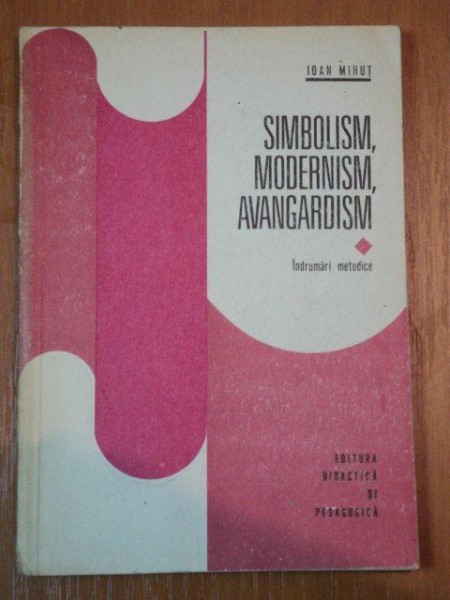 IOAN MIHUȚ
SIMBOLISM,
MODERNISM,
AVANGARDISM
Îndrumări metodice
EDITURA
DIDACTICĂ
ȘI
PEDAGOGICĂ